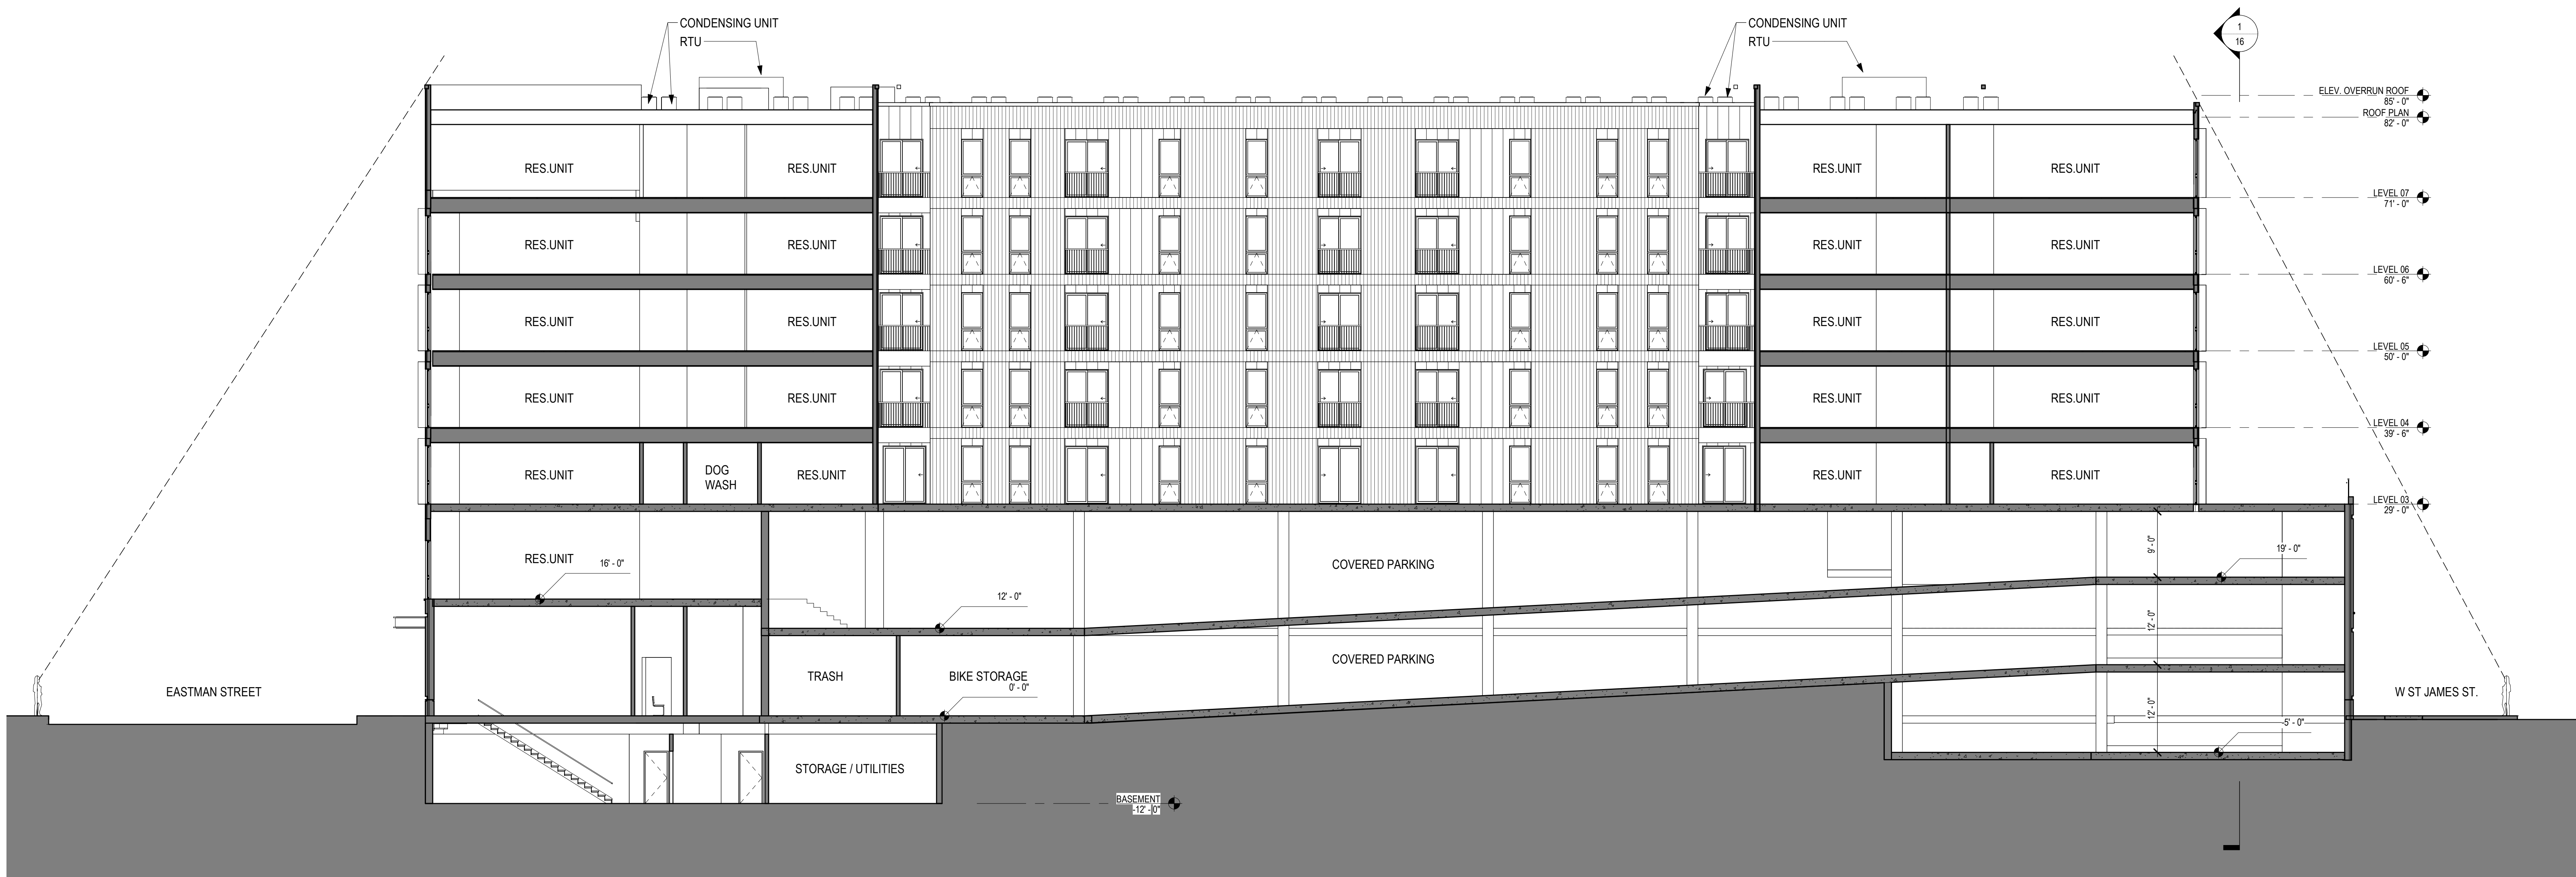 CONDENSING UNIT
RTU
CONDENSING UNIT
RTU
1
16
ELEV. OVERRUN ROOF
85' - 0"
ROOF PLAN
82' - 0"
RES.UNIT RES.UNIT RES.UNIT RES.UNIT
LEVEL 07
71' - 0"
RES.UNIT RES.UNIT RES.UNIT RES.UNIT
LEVEL 06
60' - 6"
RES.UNIT RES.UNIT RES.UNIT RES.UNIT
LEVEL 05
50' - 0"
RES.UNIT RES.UNIT RES.UNIT RES.UNIT
LEVEL 04
39' - 6"
RES.UNIT
DOG
WASH
RES.UNIT RES.UNIT RES.UNIT
LEVEL 03
29' - 0"
RES.UNIT
16' - 0"
COVERED PARKING
9' - 0"
19' - 0"
12' - 0"
12' - 0"
COVERED PARKING
TRASH
BIKE STORAGE
0' - 0"
EASTMAN STREET
W ST JAMES ST.
12' - 0"
-5' - 0"
STORAGE / UTILITIES
BASEMENT
-12' - 0"